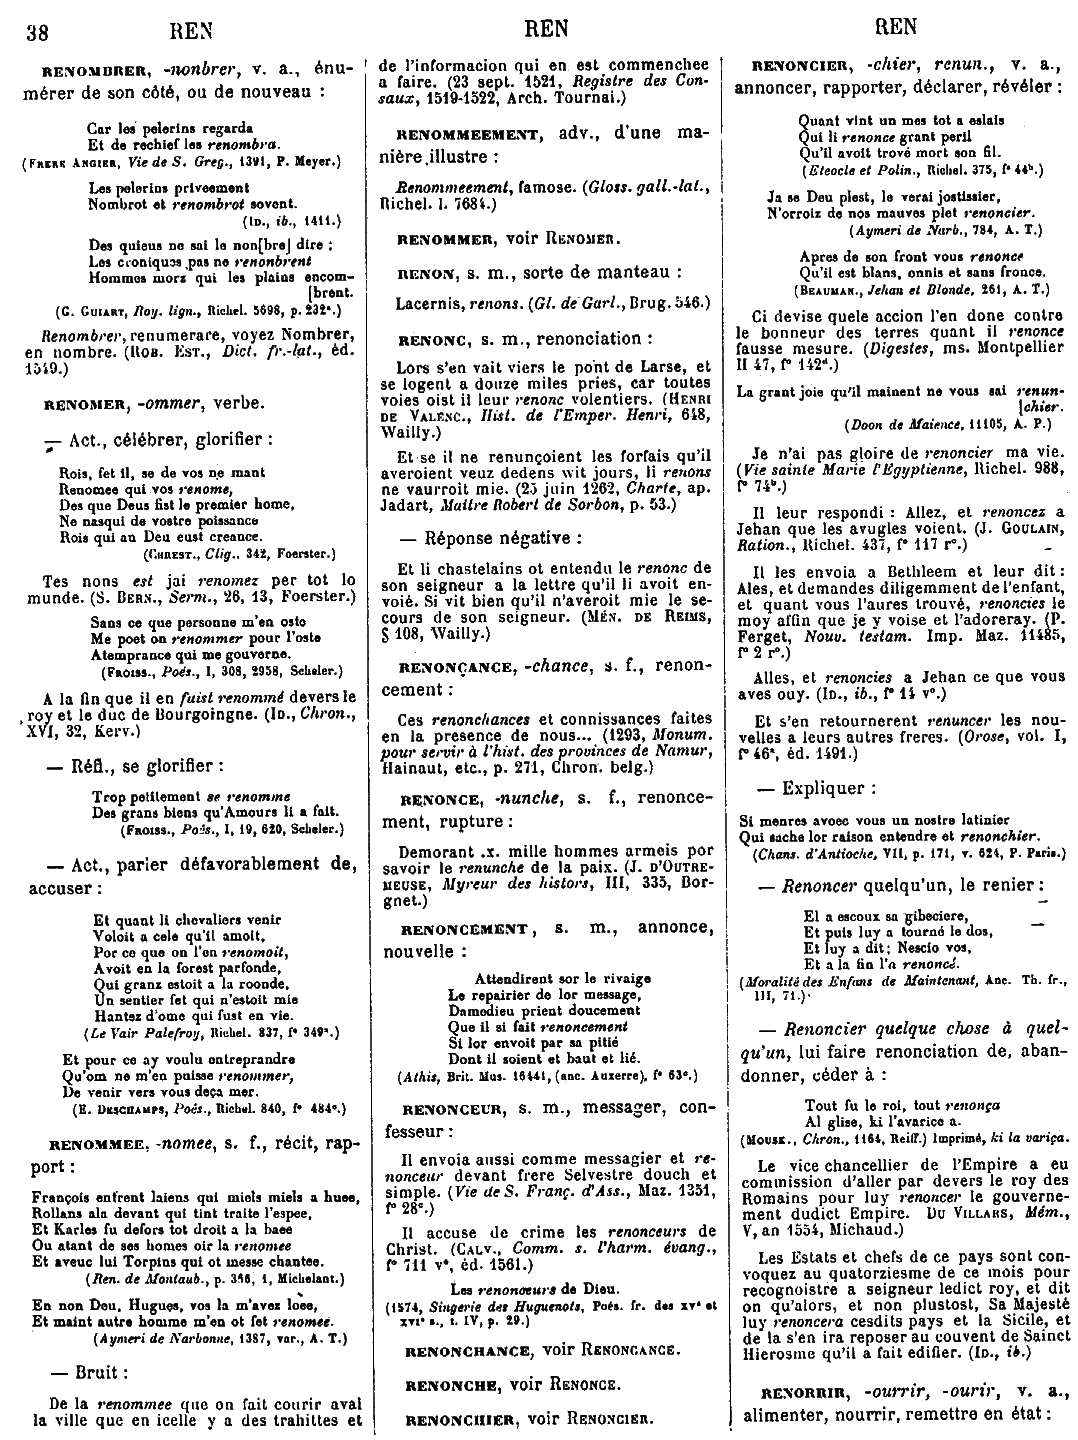 38 REN REN REN
RENOMBRER, -nonbrer, v. a., énu-
mérer de son côté, ou de nouveau :
Car les pelerins regarda
Et de rechief les renombra.
(FRERE ANGIER, Vie de S. Greg., 1391, P. Meyer.)
Les pelerins priveement
Nombrot et renombrot sovent.
(ID., ib., 1411.)
Des quieus ne sai le non[bre] dire ;
Les croniques pas ne renonbrent
Hommes morz qui les plains encom-
[brent.
(G. GUIART, Roy. lign., Richel. 5698, p. 232ª.)
Renombrer, renumerare, voyez Nombrer,
en nombre. (ROB. EST., Dict. fr.-lat., éd.
1549.)
RENOMER, -ommer, verbe.
— Act., célébrer, glorifier :
Rois, fet il, se de vos ne mant
Renomee qui vos renome,
Des que Deus fist le premier home,
Ne nasqui de vostre poissance
Rois qui an Deu eust creance.
(CHREST., Clig., 342, Foerster.)
Tes nons est jai renomez per tot lo
munde. (S. BERN., Serm., 26, 13, Foerster.)
Sans ce que personne m'en oste
Me poet on renommer pour l'oste
Atemprance qui me gouverne.
(FROISS., Poés., I, 308, 2958, Scheler.)
A la fin que il en fuist renommé devers le
roy et le duc de Bourgoingne. (ID., Chron.,
XVI, 32, Kerv.)
— Réfl., se glorifier :
Trop petitement se renomme
Des grans biens qu'Amours li a fait.
(FROISS., Poés., I, 19, 620, Scheler.)
— Act., parler défavorablement de,
accuser :
Et quant li chevaliers venir
Voloit a cele qu'il amoit,
Por ce que on l'en renomoit,
Avoit en la forest parfonde,
Qui granz estoit a la roonde,
Un sentier fet qui n'estoit mie
Hantez d'ome qui fust en vie.
(Le Vair Palefroy, Richel. 837, fº 349ª.)
Et pour ce ay voulu entreprandre
Qu'om ne m'en puisse renommer,
De venir vers vous deça mer.
(E. DESCHAMPS, Poés., Richel. 840, fº 484ª.)
RENOMMEE, -nomee, s. f., récit, rap-
port :
François enfrent laiens qui miels miels a huee,
Rollans ala devant qui tint traite l'espee,
Et Karles fu defors tot droit a la baee
Ou atant de ses homes oir la renomee
Et aveuc lui Torpins qui ot messe chantee.
(Ren. de Montaub., p. 316, 1, Michelant.)
En non Deu, Hugues, vos la m'avez loëe,
Et maint autre homme m'en ot fet renomee.
(Aymeri de Narbonne, 1387, var., A. T.)
— Bruit :
De la renommee que on fait courir aval
la ville que en icelle y a des trahittes et
de l'informacion qui en est commenchee
a faire. (23 sept. 1521, Registre des Con-
saux, 1519-1522, Arch. Tournai.)
RENOMMEEMENT, adv., d'une ma-
nière illustre :
Renommeement, famose. (Gloss. gall.-lat.,
Richel. l. 7684.)
RENOMMER, voir RENOMER.
RENON, s. m., sorte de manteau :
Lacernis, renons. (Gl. de Garl., Brug. 546.)
RENONC, s. m., renonciation :
Lors s'en vait viers le pont de Larse, et
se logent a douze miles pries, car toutes
voies oist il leur renonc volentiers. (HENRI
DE VALENC., Hist. de l'Emper. Henri, 648,
Wailly.)
Et se il ne renunçoient les forfais qu'il
averoient veuz dedens wit jours, li renons
ne vaurroit mie. (25 juin 1262, Charte, ap.
Jadart, Maitre Robert de Sorbon, p. 53.)
— Réponse négative :
Et li chastelains ot entendu le renonc de
son seigneur a la lettre qu'il li avoit en-
voié. Si vit bien qu'il n'averoit mie le se-
cours de son seigneur. (MÉN. DE REIMS,
§ 108, Wailly.)
RENONÇANCE, -chance, s. f., renon-
cement :
Ces renonchances et connissances faites
en la presence de nous... (1293, Monum.
pour servir à l'hist. des provinces de Namur,
Hainaut, etc., p. 271, Chron. belg.)
RENONCE, -nunche, s. f., renonce-
ment, rupture :
Demorant .x. mille hommes armeis por
savoir le renunche de la paix. (J. D'OUTRE-
MEUSE, Myreur des histors, III, 335, Bor-
gnet.)
RENONCEMENT, s. m., annonce,
nouvelle :
Attendirent sor le rivaige
Le repairier de lor message,
Damedieu prient doucement
Que il si fait renoncement
Si lor envoit par sa pitié
Dont il soient et baut et lié.
(Athis, Brit. Mus. 16441, (anc. Auxerre), fº 63ᵉ.)
RENONCEUR, s. m., messager, con-
fesseur :
Il envoia aussi comme messagier et re-
nonceur devant frere Selvestre douch et
simple. (Vie de S. Franç. d'Ass., Maz. 1351,
fº 28ᵉ.)
Il accuse de crime les renonceurs de
Christ. (CALV., Comm. s. l'harm. évang.,
fº 711 vº, éd. 1561.)
Les renonceurs de Dieu.
(1574, Singerie des Huguenots, Poés. fr. des XVᵉ et
XVIᵉ s., t. IV, p. 29.)
RENONCHANCE, voir RENONCANCE.
RENONCHE, voir RENONCE.
RENONCHIER, voir RENONCIER.
RENONCIER, -chier, renun., v. a.,
annoncer, rapporter, déclarer, révéler :
Quant vint un mes tot a eslais
Qui li renonce grant peril
Qu'il avoit trové mort son fil.
(Eteocle et Polin., Richel. 375, fº 44ᵇ.)
Ja se Deu plest, le verai jostissier,
N'orroiz de nos mauves plet renoncier.
(Aymeri de Narb., 784, A. T.)
Apres de son front vous renonce
Qu'il est blans, onnis et sans fronce.
(BEAUMAN., Jehan et Blonde, 261, A. T.)
Ci devise quele accion l'en done contre
le bonneur des terres quant il renonce
fausse mesure. (Digestes, ms. Montpellier
H 47, fº 142ᵈ.)
La grant joie qu'il mainent ne vous sai renun-
[chier.
(Doon de Maience, 11105, A. P.)
Je n'ai pas gloire de renoncier ma vie.
(Vie sainte Marie l'Egyptienne, Richel. 988,
fº 74ᵇ.)
Il leur respondi : Allez, et renoncez a
Jehan que les avugles voient. (J. GOULAIN,
Ration., Richel. 437, fº 117 rº.)
Il les envoia a Bethleem et leur dit :
Ales, et demandes diligemment de l'enfant,
et quant vous l'aures trouvé, renoncies le
moy affin que je y voise et l'adoreray. (P.
Ferget, Nouv. testam. Imp. Maz. 11485,
fº 2 rº.)
Alles, et renoncies a Jehan ce que vous
aves ouy. (ID., ib., fº 14 vº.)
Et s'en retournerent renuncer les nou-
velles a leurs autres freres. (Orose, vol. I,
fº 46ª, éd. 1491.)
— Expliquer :
Si menres avoec vous un nostre latinier
Qui sache lor raison entendre et renonchier.
(Chans. d'Antioche, VII, p. 171, v. 624, P. Paris.)
— Renoncer quelqu'un, le renier :
El a escoux sa gibeciere,
Et puis luy a tourné le dos,
Et luy a dit ; Nescio vos,
Et a la fin l'a renoncé.
(Moralité des Enfans de Maintenant, Anc. Th. fr.,
III, 71.)
— Renoncier quelque chose à quel-
qu'un, lui faire renonciation de, aban-
donner, céder à :
Tout fu le roi, tout renonça
Al glise, ki l'avarice a.
(MOUSK., Chron., 1164, Reiff.) Imprimé, ki la variça.
Le vice chancellier de l'Empire a eu
commission d'aller par devers le roy des
Romains pour luy renoncer le gouverne-
ment dudict Empire. DU VILLARS, Mém.,
V, an 1554, Michaud.)
Les Estats et chefs de ce pays sont con-
voquez au quatorziesme de ce mois pour
recognoistre a seigneur ledict roy, et dit
on qu'alors, et non plustost, Sa Majesté
luy renoncera cesdits pays et la Sicile, et
de la s'en ira reposer au couvent de Sainct
Hierosme qu'il a fait edifier. (ID., ib.)
RENORRIR, -ourrir, -ourir, v. a.,
alimenter, nourrir, remettre en état :